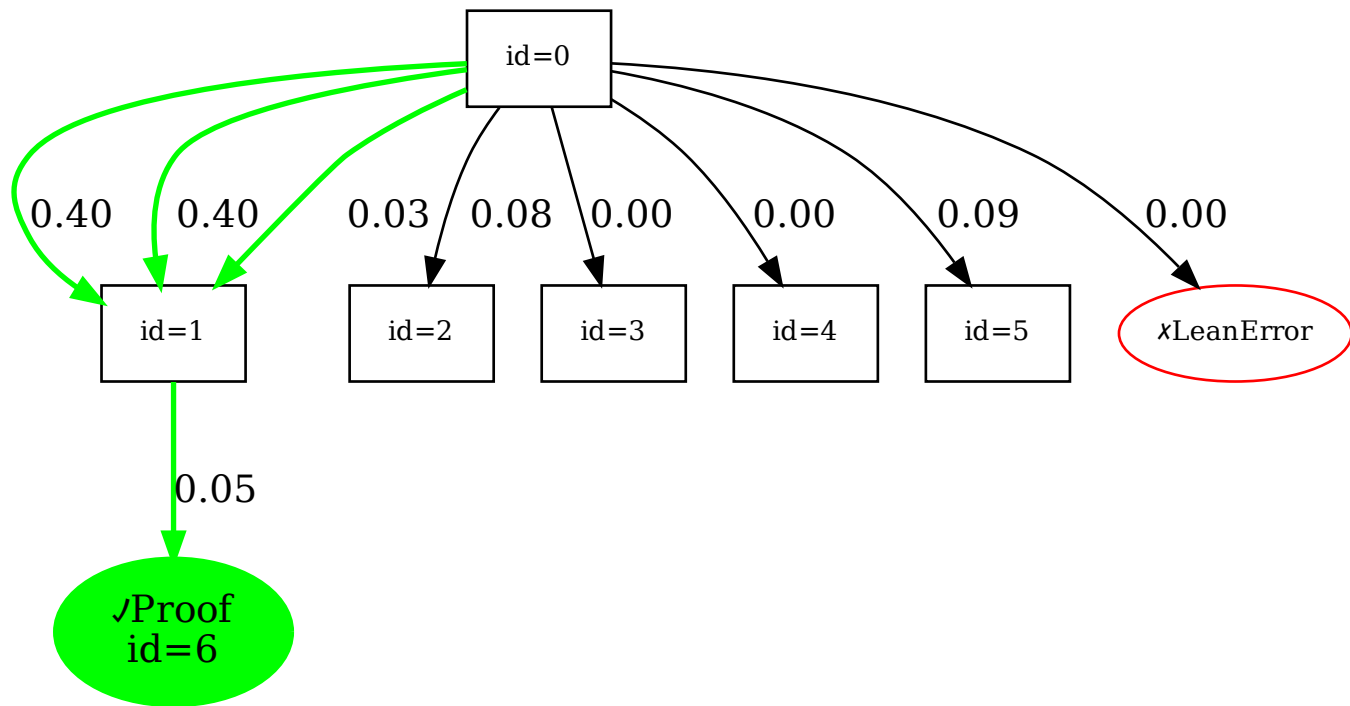 id=0
0.40
0.40
0.03
0.08
0.00
0.00
0.09
0.00
id=1
id=2
id=3
id=4
id=5
✗LeanError
0.05
✓Proof
id=6